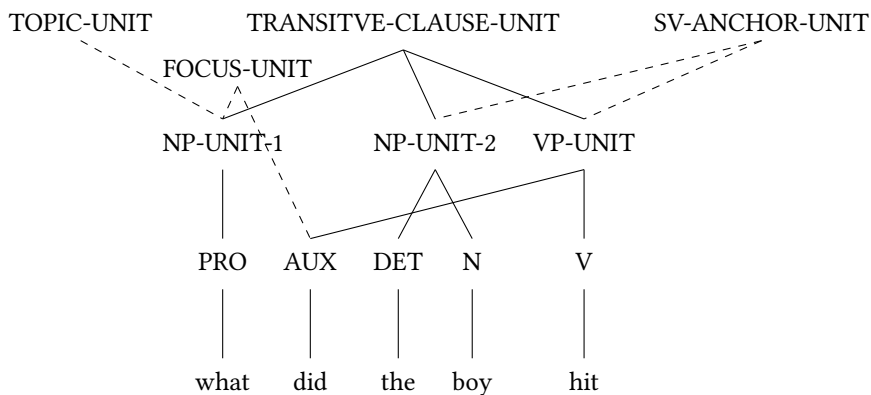 TOPIC-UNIT TRANSITVE-CLAUSE-UNIT SV-ANCHOR-UNIT
FOCUS-UNIT
NP-UNIT-1 NP-UNIT-2 VP-UNIT
PRO AUX DET N V
what did the boy hit